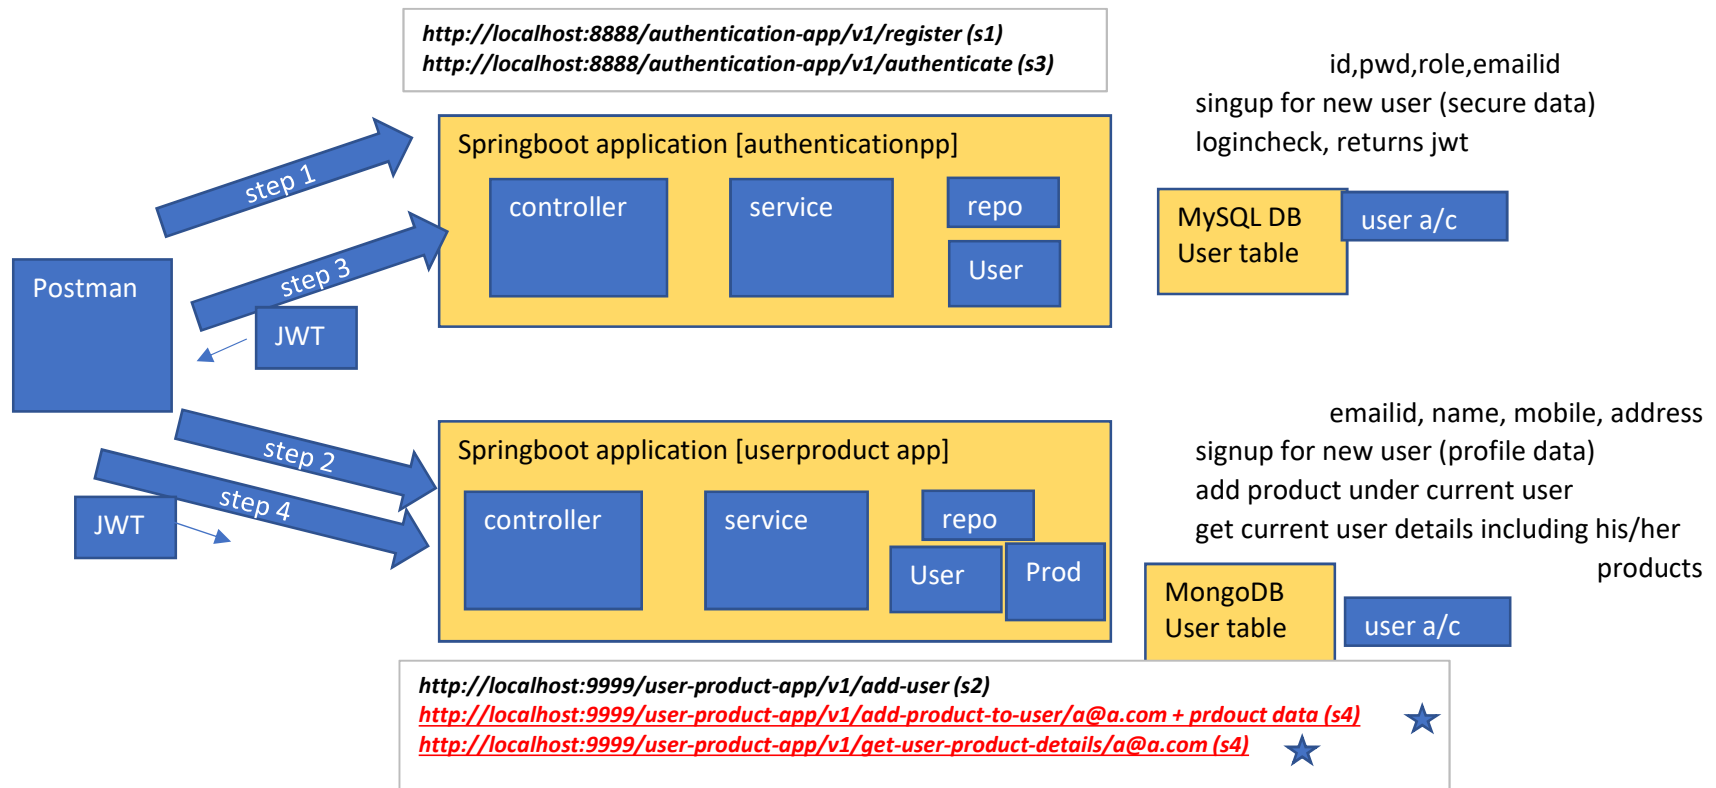 http://localhost:8888/authentication-app/v1/register (s1)
http://localhost:8888/authentication-app/v1/authenticate (s3)
id,pwd,role,emailid
singup for new user (secure data)
logincheck, returns jwt
step 1
Springboot application [authenticationpp]
controller
service
repo
User
MySQL DB
User table
user a/c
Postman
step 3
JWT
emailid, name, mobile, address
signup for new user (profile data)
add product under current user
get current user details including his/her
products
step 2
step 4
JWT
Springboot application [userproduct app]
controller
service
repo
User
Prod
MongoDB
User table
user a/c
http://localhost:9999/user-product-app/v1/add-user (s2)
http://localhost:9999/user-product-app/v1/add-product-to-user/a@a.com + prdouct data (s4)
http://localhost:9999/user-product-app/v1/get-user-product-details/a@a.com (s4)